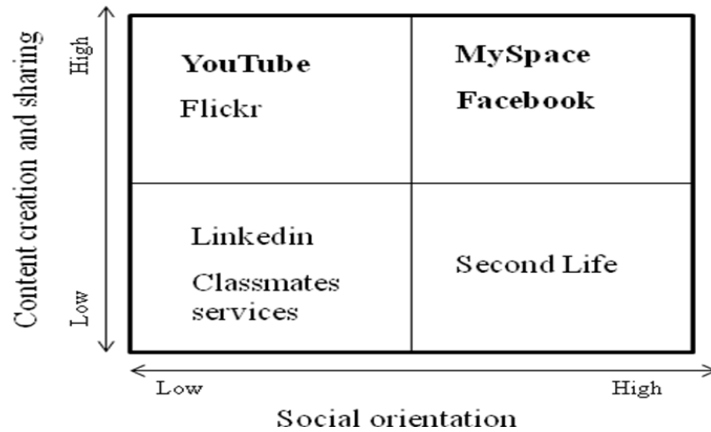 Content creation and sharing
High
Low
YouTube
Flickr
MySpace
Facebook
Linkedin
Classmates
services
Second Life
Low
High
Social orientation